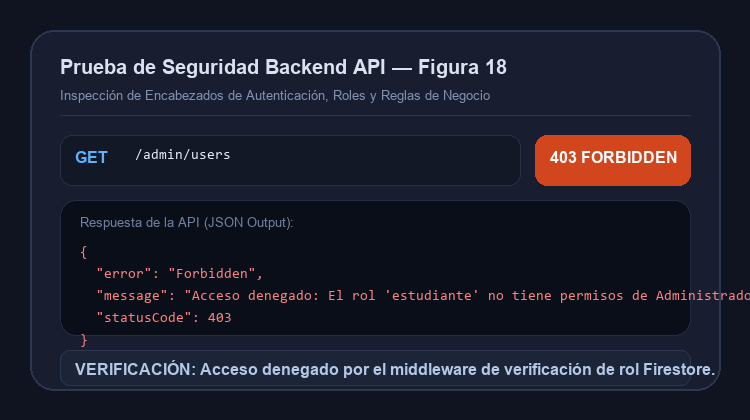 Prueba de Seguridad Backend API — Figura 18
Inspección de Encabezados de Autenticación, Roles y Reglas de Negocio
GET /admin/users 403 FORBIDDEN
Respuesta de la API (JSON Output):
{
"error": "Forbidden",
"message": "Acceso denegado: El rol 'estudiante' no tiene permisos de Administrado
"statusCode": 403
}
VERIFICACIÓN: Acceso denegado por el middleware de verificación de rol Firestore.